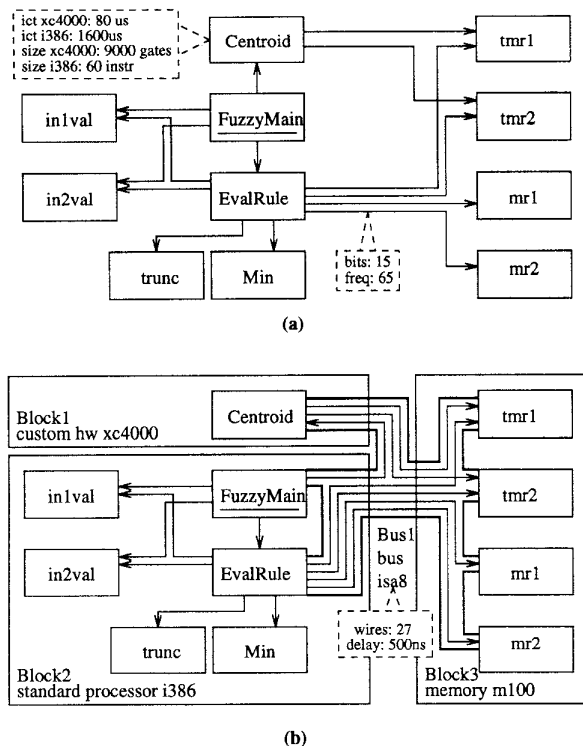 ict xc4000: 80 us
ict i386: 1600us
size xc4000: 9000 gates
size i386: 60 instr
Centroid
tmr1
in1val
FuzzyMain
tmr2
in2val
EvalRule
mr1
trunc
Min
bits: 15
freq: 65
mr2
(a)
Block1
custom hw xc4000
Centroid
tmr1
in1val
FuzzyMain
tmr2
in2val
EvalRule
Bus1
bus
isa8
mr1
trunc
Min
wires: 27
delay: 500ns
mr2
Block2
standard processor i386
Block3
memory m100
(b)